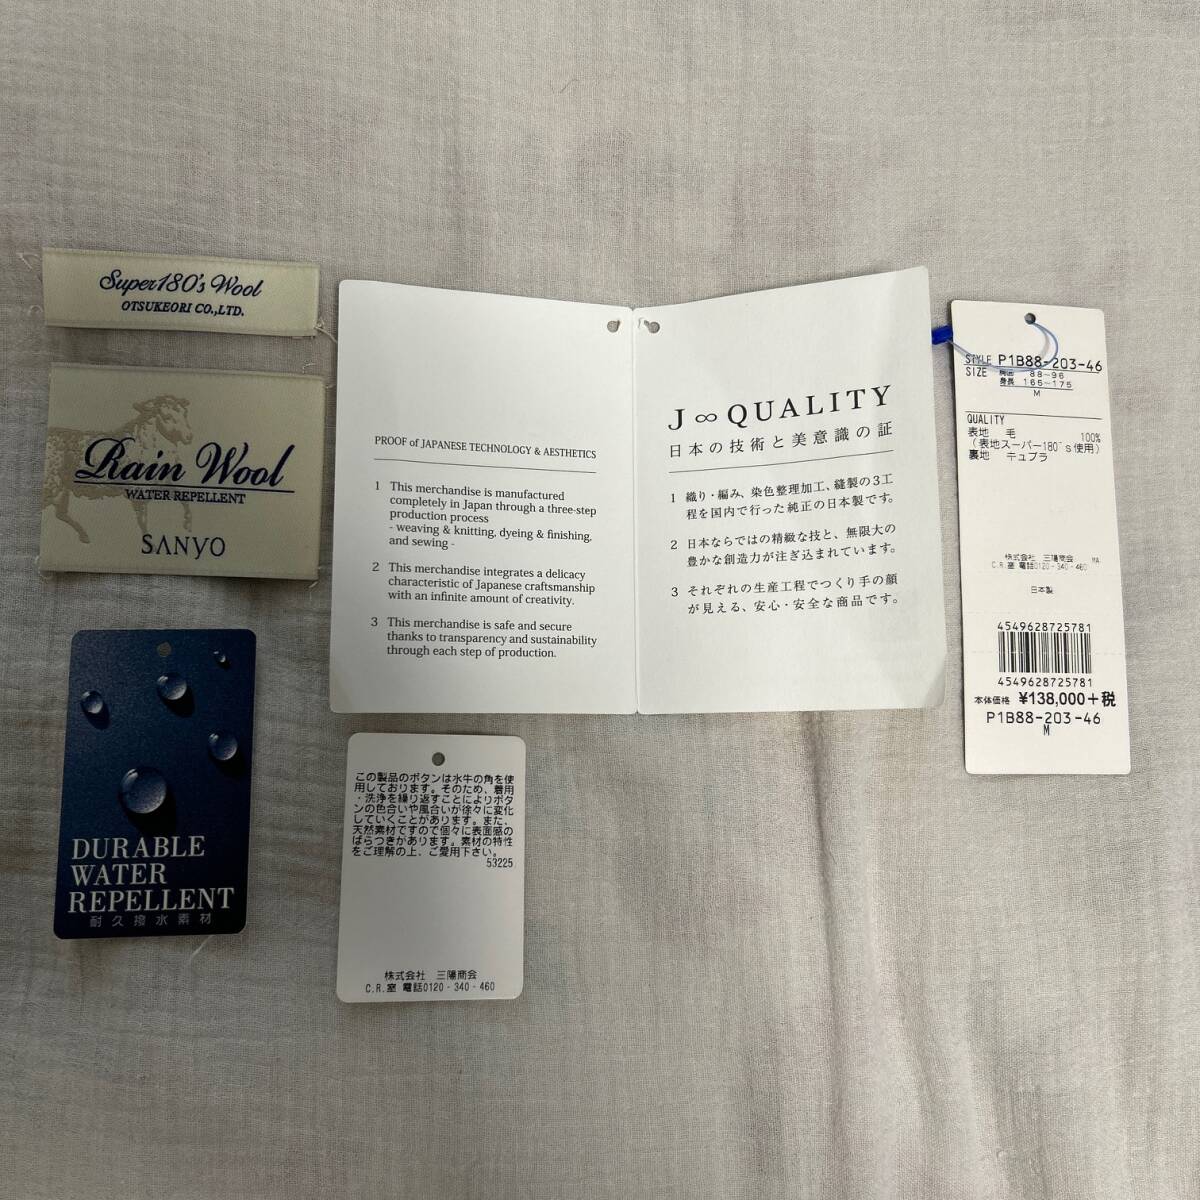 Super180's Wool
OTSUKEORI CO.,LTD.
Rain Wool
WATER REPELLENT
SANYO
DURABLE
WATER
REPELLENT
耐久撥水素材
PROOF of JAPANESE TECHNOLOGY & AESTHETICS
1 This merchandise is manufactured
completely in Japan through a three-step
production process
- weaving & knitting, dyeing & finishing,
and sewing -
2 This merchandise integrates a delicacy
characteristic of Japanese craftsmanship
with an infinite amount of creativity.
3 This merchandise is safe and secure
thanks to transparency and sustainability
through each step of production.
J∞QUALITY
日本の技術と美意識の証
1 織り・編み、染色整理加工、縫製の3工
程を国内で行った純正の日本製です。
2 日本ならではの精緻な技と、無限大の
豊かな創造力が注ぎ込まれています。
3 それぞれの生産工程でつくり手の顔
が見える、安心・安全な商品です。
この製品のボタンは水牛の角を使
用しております。そのため、着用
・洗浄を繰り返すことによりボタ
ンの色合いや風合いが徐々に変化
していくことがあります。また、
天然素材ですので個々に表面感の
ばらつきがあります。素材の特性
をご理解の上、ご愛用下さい。
53225
株式会社 三陽商会
C.R.室 電話0120-340-460
STYLE P1B88-203-46
SIZE 胸囲 88-96
身長 165-175
M
QUALITY
表地 毛 100%
(表地スーパー180~s使用)
裏地 キュプラ
株式会社 三陽商会 MA
C.R.室 電話0120-340-460
日本製
4549628725781
4549628725781
本体価格 ¥138,000+税
P1B88-203-46
M